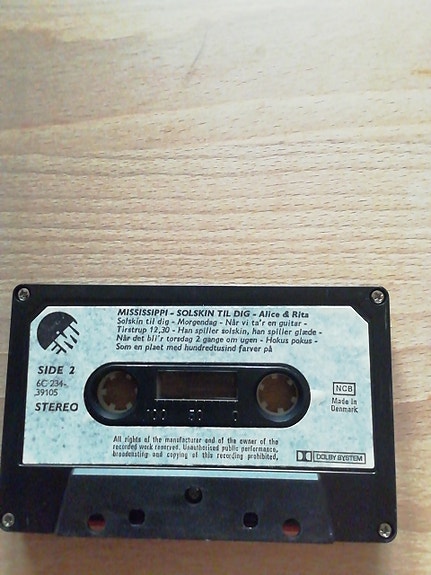 MISSISSIPPI - SOLSKIN TIL DIG - Alice & Rita
Solskin til dig - Morgendag - Når vi ta'r en guitar -
Tirstrup 12,30 - Han spiller solskin, han spiller glæde -
Når det bli'r torsdag 2 gange om ugen - Hokus pokus -
Som en plæt med hundredtusind farver på
EMI
SIDE 2
6C 234-
39105
STEREO
NCB
Made in
Denmark
All rights of the manufacturer and of the owner of the
recorded work reserved. Unauthorised public performance,
broadcasting and copying of this recording prohibited.
DOLBY SYSTEM